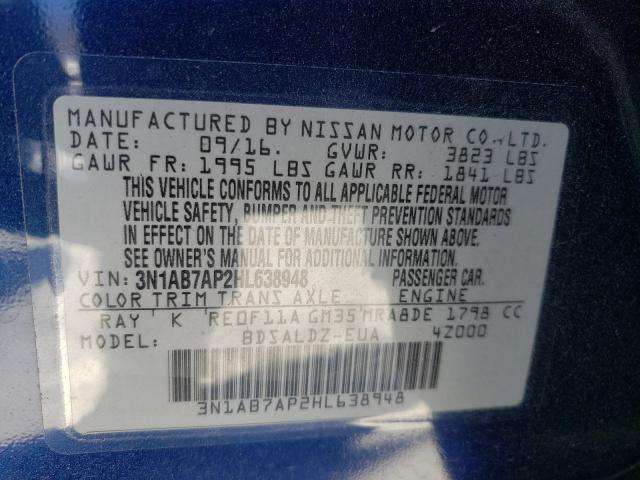 MANUFACTURED BY NISSAN MOTOR CO., LTD.
DATE: 09/16. GVWR: 3823 LBS
GAWR FR: 1995 LBS GAWR RR: 1841 LBS
THIS VEHICLE CONFORMS TO ALL APPLICABLE FEDERAL MOTOR
VEHICLE SAFETY, BUMPER AND THEFT PREVENTION STANDARDS
IN EFFECT ON THE DATE OF MANUFACTURE SHOWN ABOVE.
SEE OWNER'S MANUAL FOR ADDITIONAL INFORMATION.
VIN: 3N1AB7AP2HL638948 PASSENGER CAR.
COLOR TRIM TRANS AXLE ENGINE
RAY K RE0F11A GM35 MRA8DE 1798 CC
MODEL: BDSALDZ-EUA 4Z000
3N1AB7AP2HL638948